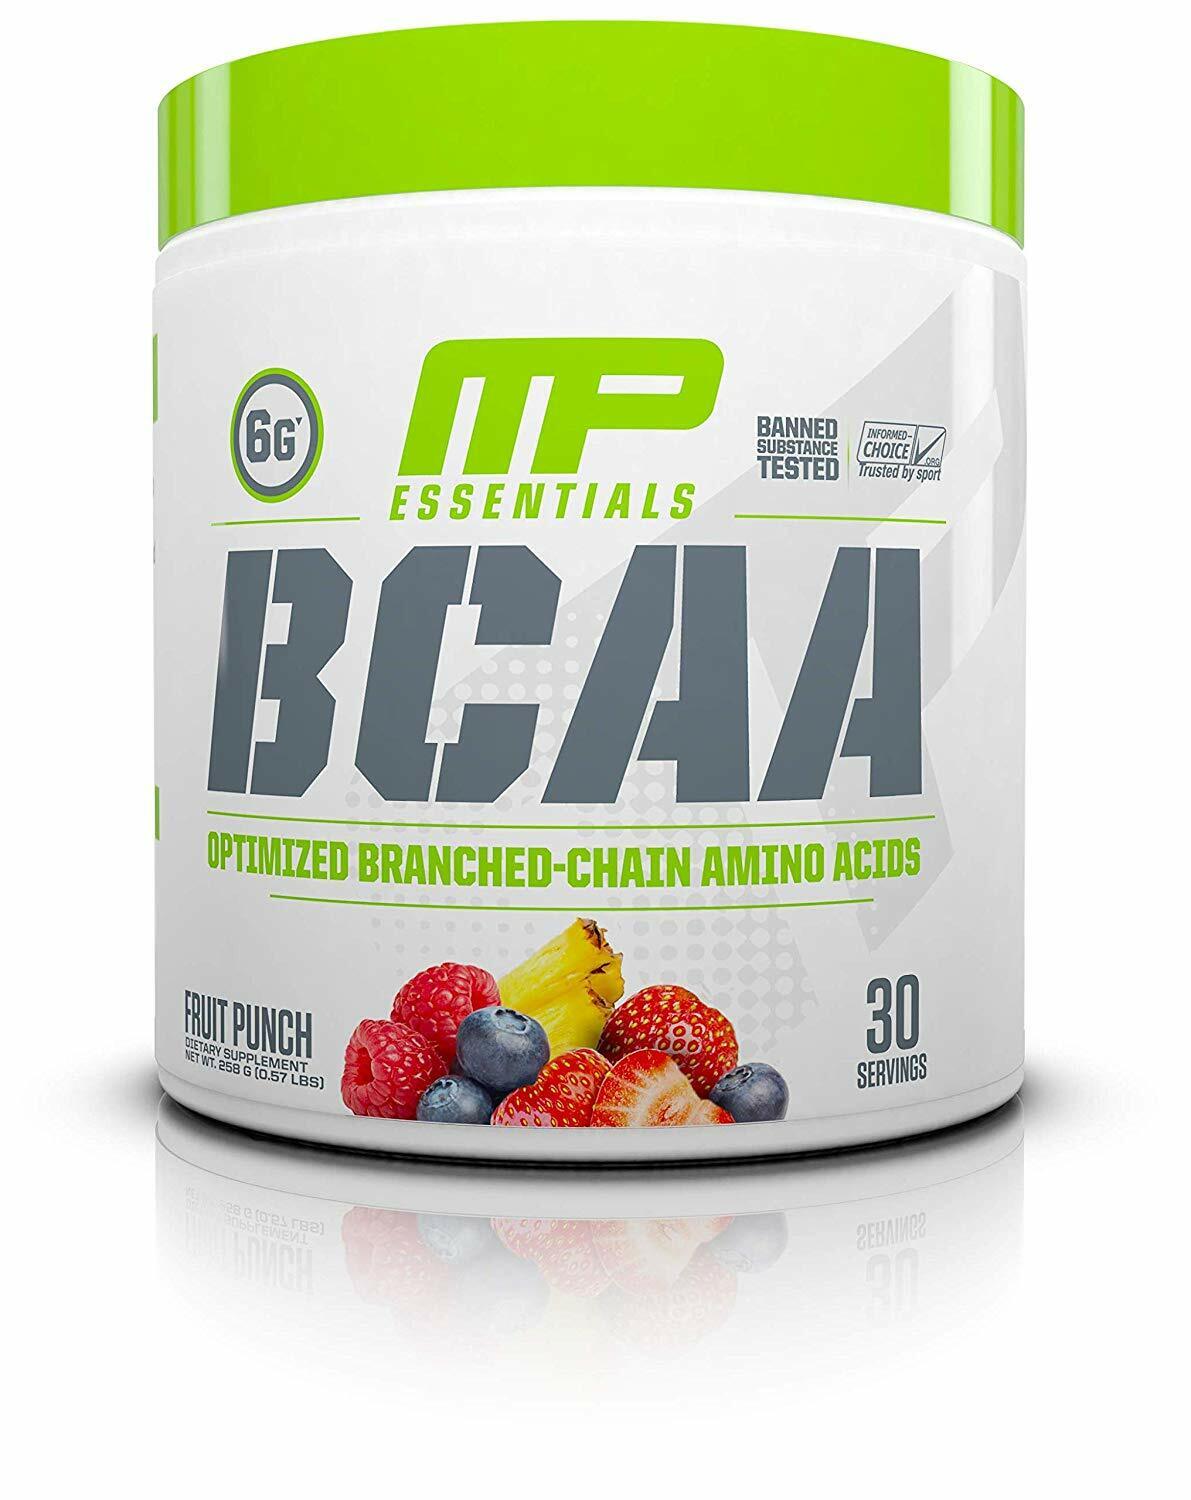 6G
MP
ESSENTIALS
BANNED
SUBSTANCE
TESTED
INFORMED-
CHOICE
.ORG
Trusted by sport
BCAA
OPTIMIZED BRANCHED-CHAIN AMINO ACIDS
FRUIT PUNCH
DIETARY SUPPLEMENT
NET WT. 258 G (0.57 LBS)
30
SERVINGS